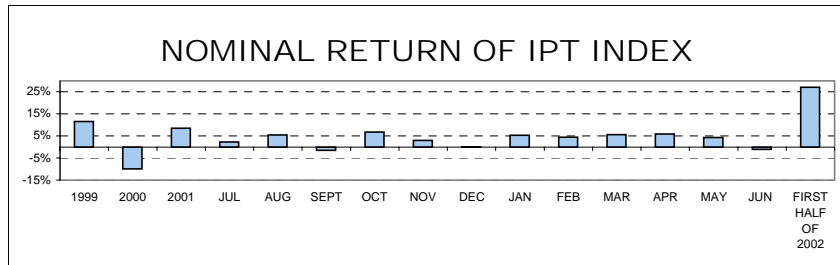 NOMINAL RETURN OF IPT INDEX
25%
15%
5%
-5%
-15%
1999 2000 2001 JUL AUG SEPT OCT NOV DEC JAN FEB MAR APR MAY JUN FIRST
HALF
OF
2002